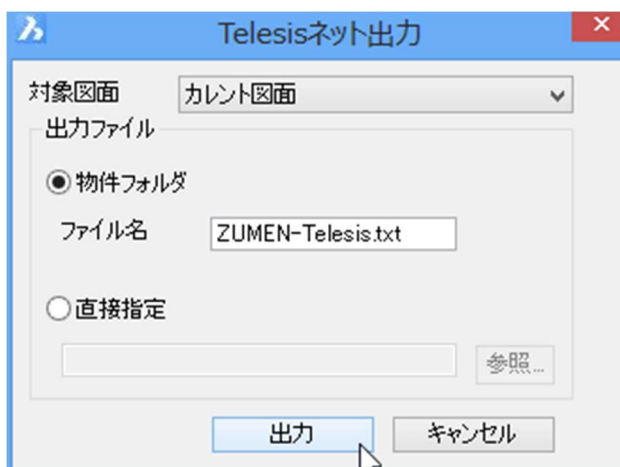 Telesisネット出力
対象図面 カレント図面
出力ファイル
物件フォルダ
ファイル名 ZUMEN-Telesis.txt
直接指定
参照...
出力 キャンセル